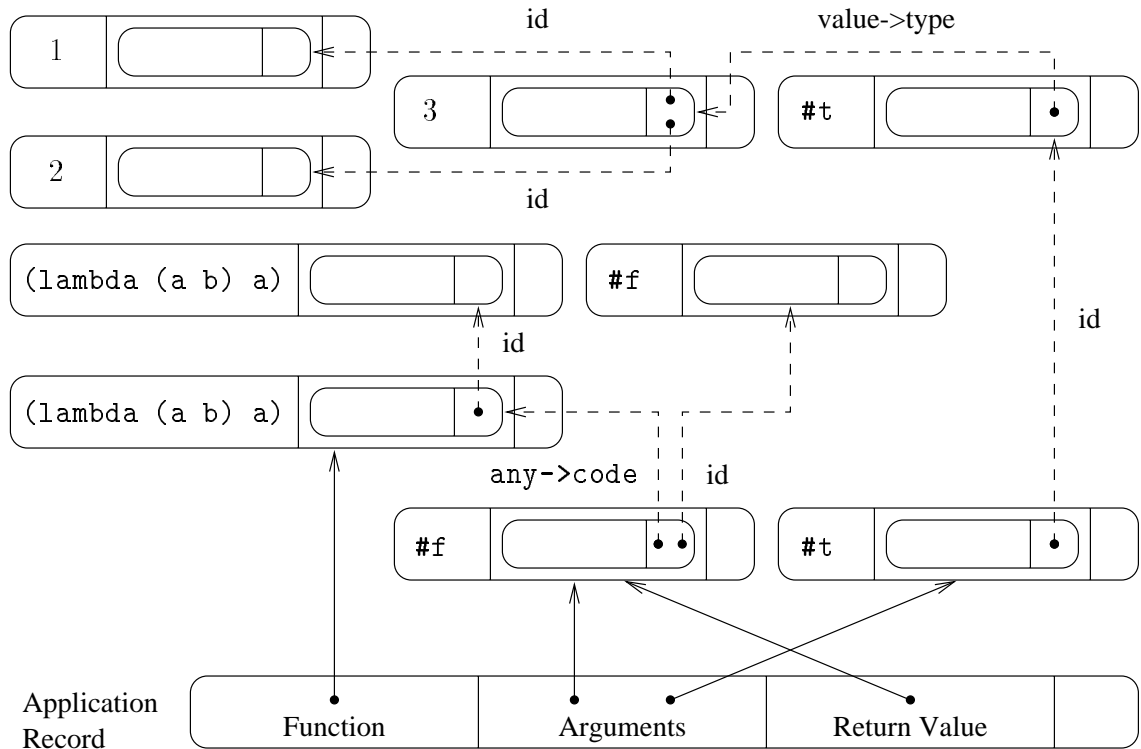 id
value->type
1
3
#t
2
id
(lambda (a b) a)
#f
id
id
(lambda (a b) a)
any->code
id
#f
#t
Application
Record
Function
Arguments
Return Value